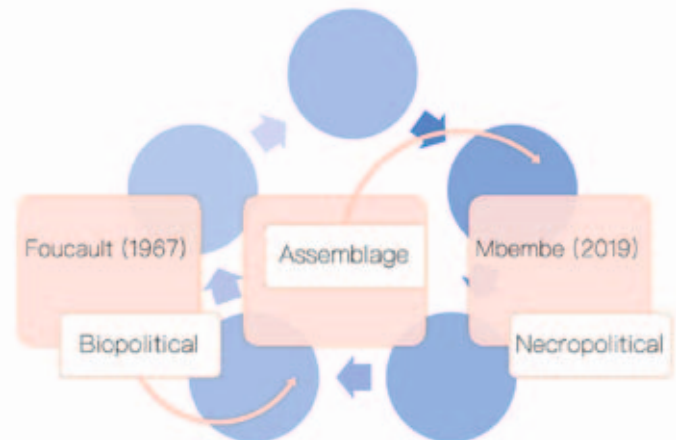 Foucault (1967)
Biopolitical
Assemblage
Mbembe (2019)
Necropolitical